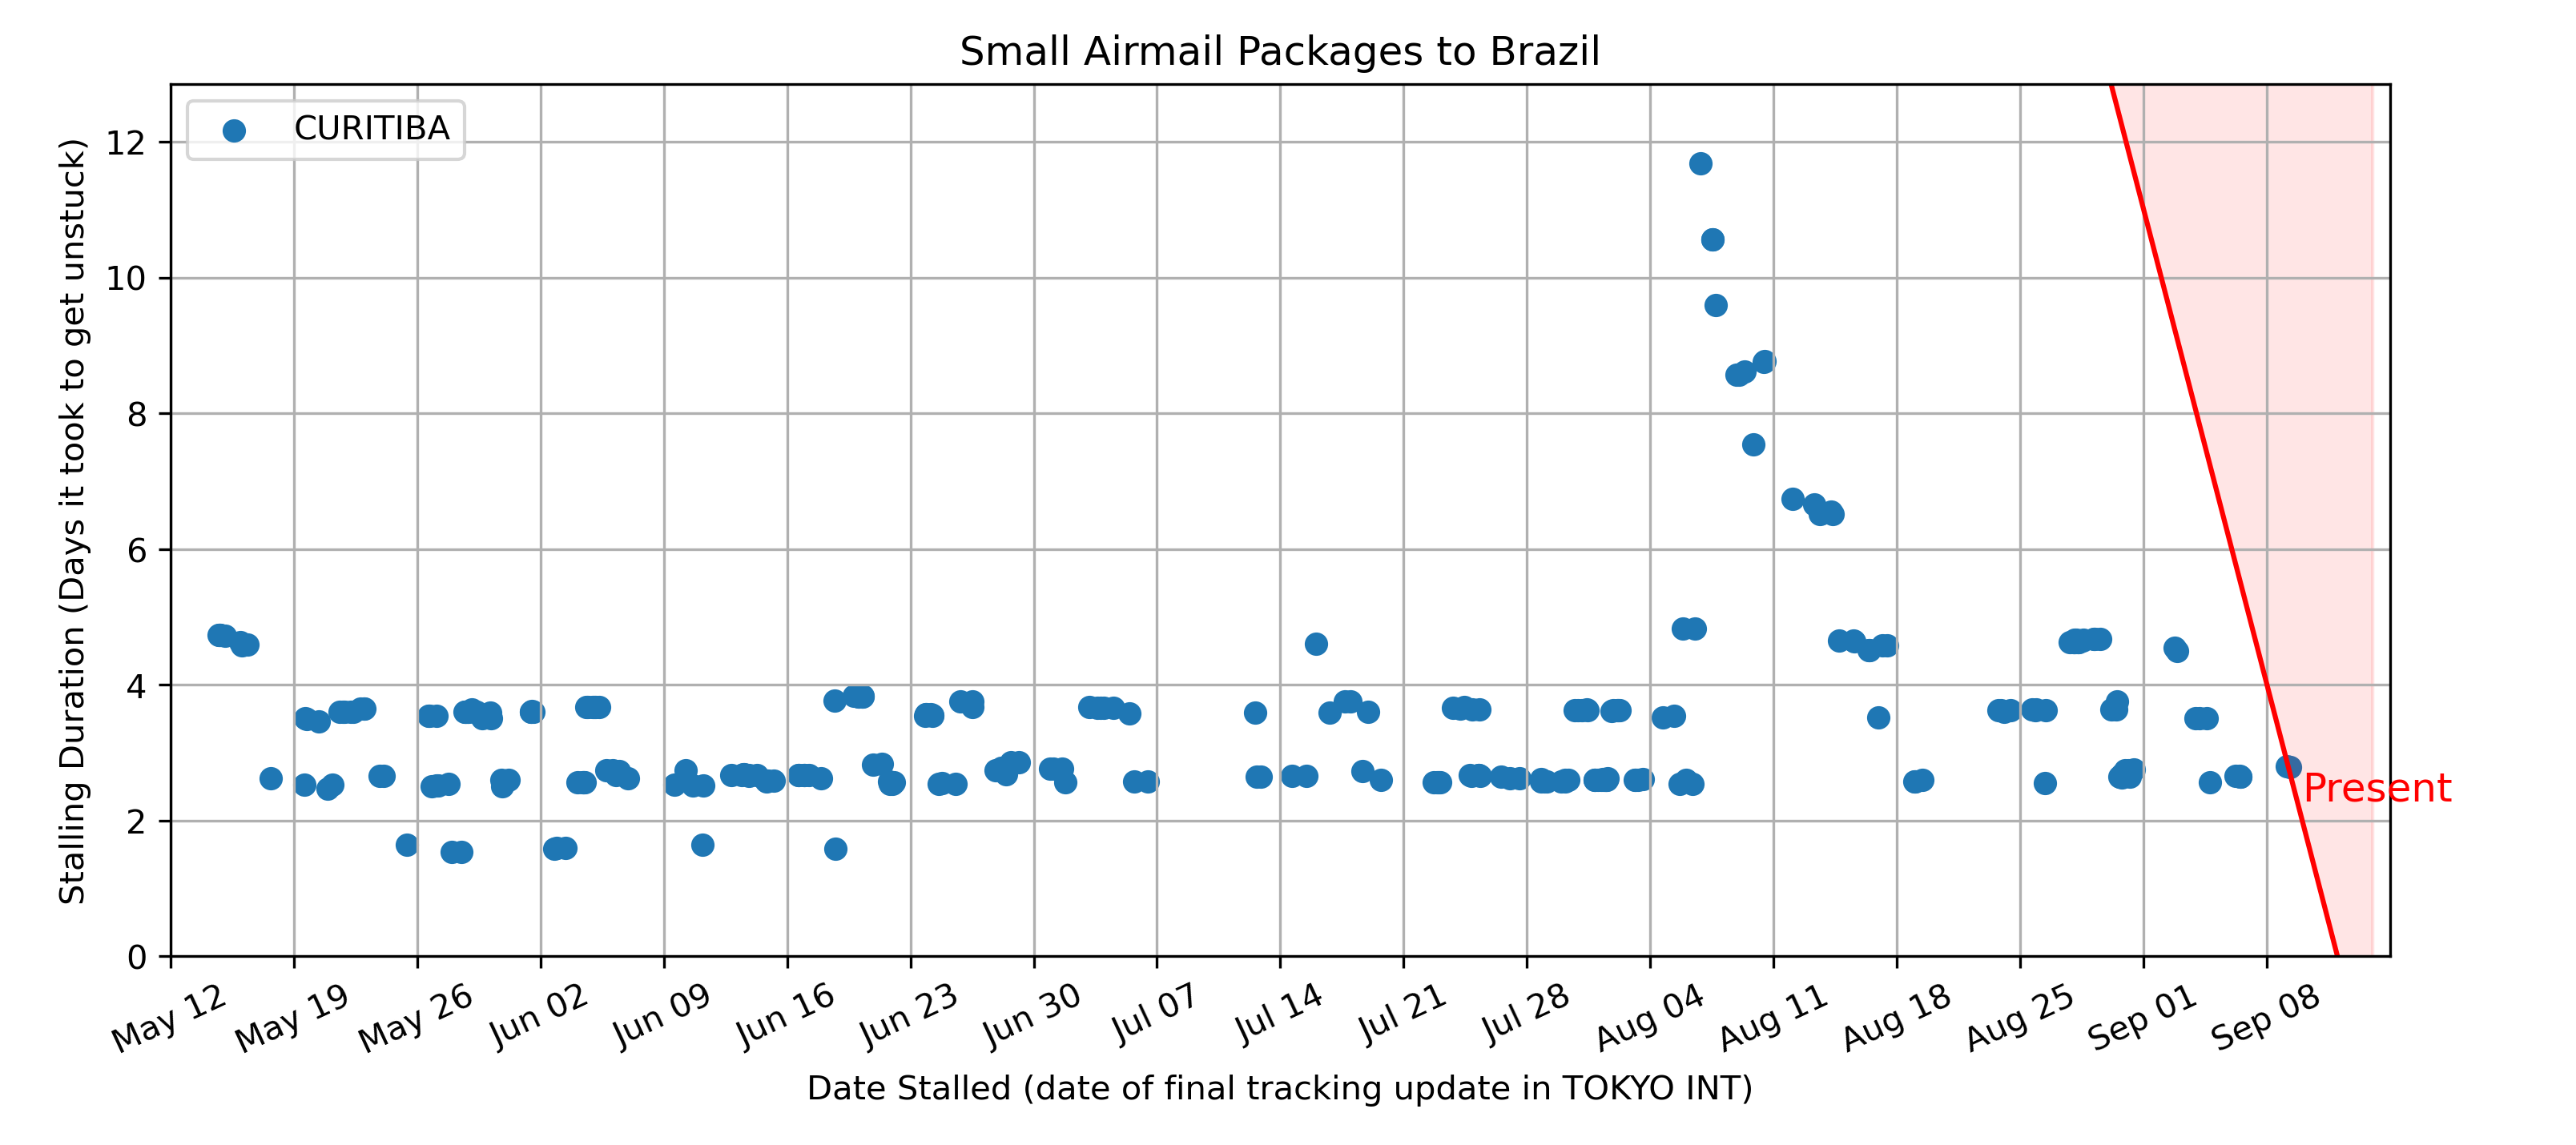 Small Airmail Packages to Brazil
CURITIBA
Stalling Duration (Days it took to get unstuck)
12
10
8
6
4
2
0
Present
May 12
May 19
May 26
Jun 02
Jun 09
Jun 16
Jun 23
Jun 30
Jul 07
Jul 14
Jul 21
Jul 28
Aug 04
Aug 11
Aug 18
Aug 25
Sep 01
Sep 08
Date Stalled (date of final tracking update in TOKYO INT)